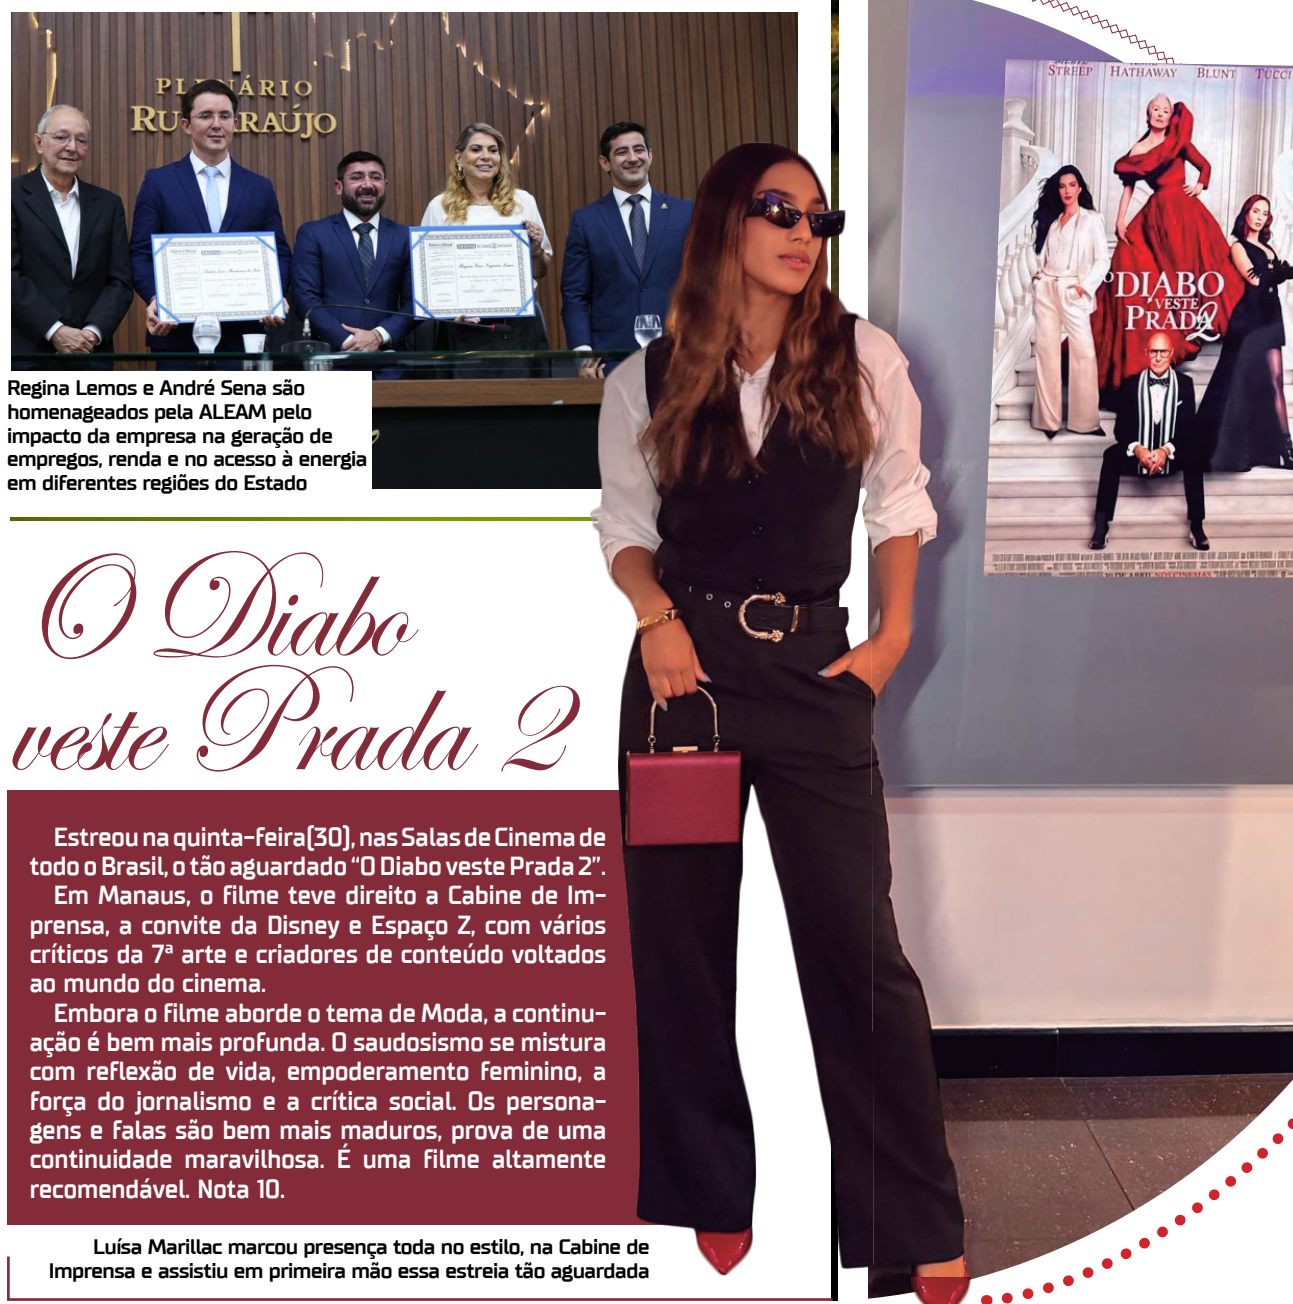 PLENÁRIO
RU ARAÚJO
Regina Lemos e André Sena são
homenageados pela ALEAM pelo
impacto da empresa na geração de
empregos, renda e no acesso à energia
em diferentes regiões do Estado
O Diabo
veste Prada 2
Estreou na quinta-feira(30), nas Salas de Cinema de
todo o Brasil, o tão aguardado “O Diabo veste Prada 2”.
Em Manaus, o filme teve direito a Cabine de Im-
prensa, a convite da Disney e Espaço Z, com vários
críticos da 7ª arte e criadores de conteúdo voltados
ao mundo do cinema.
Embora o filme aborde o tema de Moda, a continu-
ação é bem mais profunda. O saudosismo se mistura
com reflexão de vida, empoderamento feminino, a
força do jornalismo e a crítica social. Os persona-
gens e falas são bem mais maduros, prova de uma
continuidade maravilhosa. É uma filme altamente
recomendável. Nota 10.
Luísa Marillac marcou presença toda no estilo, na Cabine de
Imprensa e assistiu em primeira mão essa estreia tão aguardada
STREEP HATHAWAY BLUNT TUCCI
O DIABO
VESTE
PRADA 2
30 DE ABRIL NOS CINEMAS